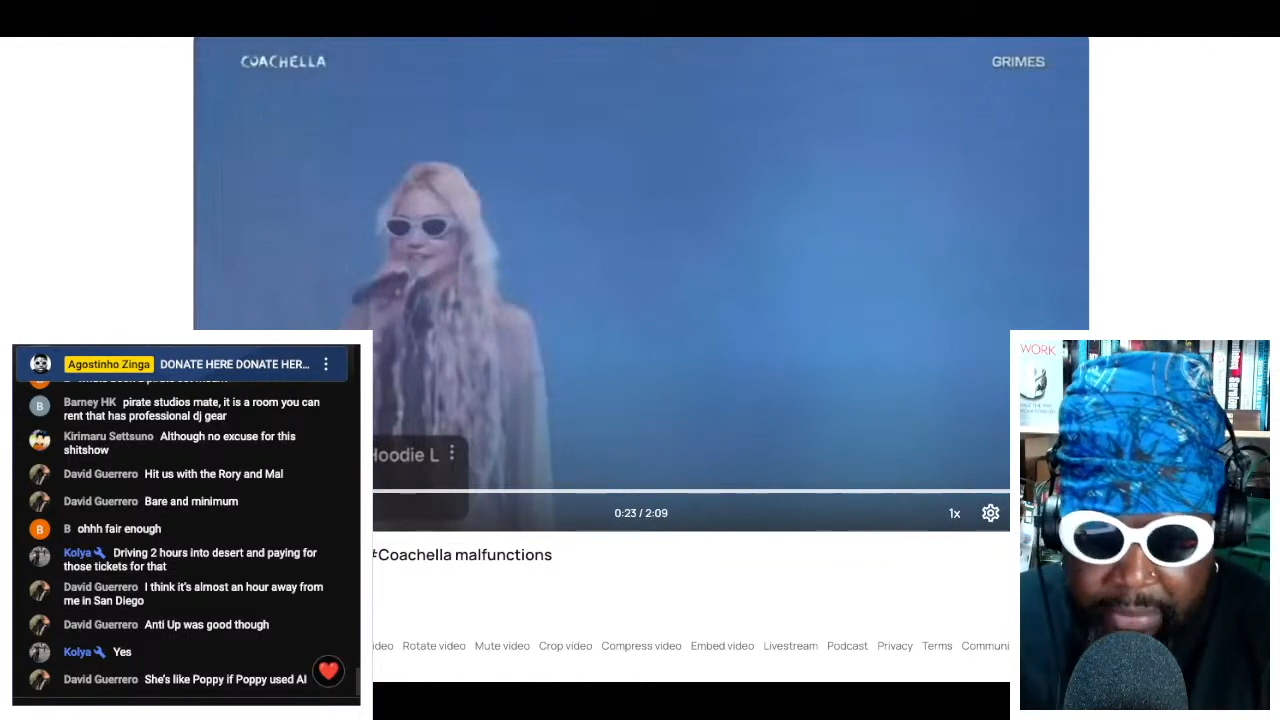 COACHELLA
GRIMES
Hoodie L
0:23 / 2:09
1x
#Coachella malfunctions
Rotate video
Mute video
Crop video
Compress video
Embed video
Livestream
Podcast
Privacy
Terms
Agostinho Zinga DONATE HERE DONATE HER...
Barney HK pirate studios mate, it is a room you can
rent that has professional dj gear
Kirimaru Settsuno Although no excuse for this
shitshow
David Guerrero Hit us with the Rory and Mal
David Guerrero Bare and minimum
B ohhh fair enough
Kolya Driving 2 hours into desert and paying for
those tickets for that
David Guerrero I think it's almost an hour away from
me in San Diego
David Guerrero Anti Up was good though
Kolya Yes
David Guerrero She's like Poppy if Poppy used AI
WORK